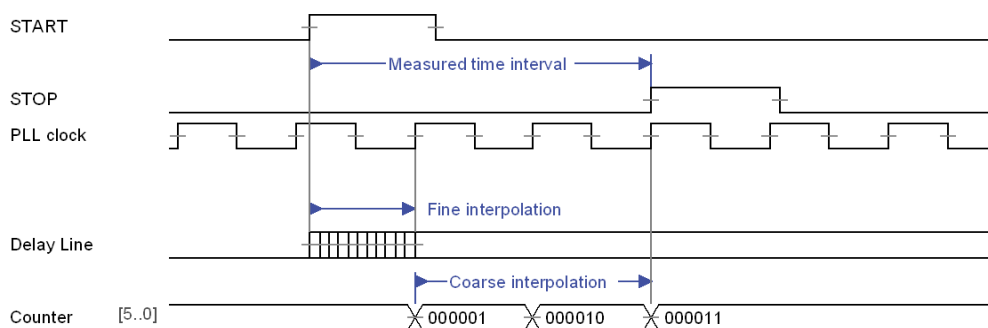 START
Measured time interval
STOP
PLL clock
Fine interpolation
Delay Line
Coarse interpolation
Counter [5..0] 000001 000010 000011